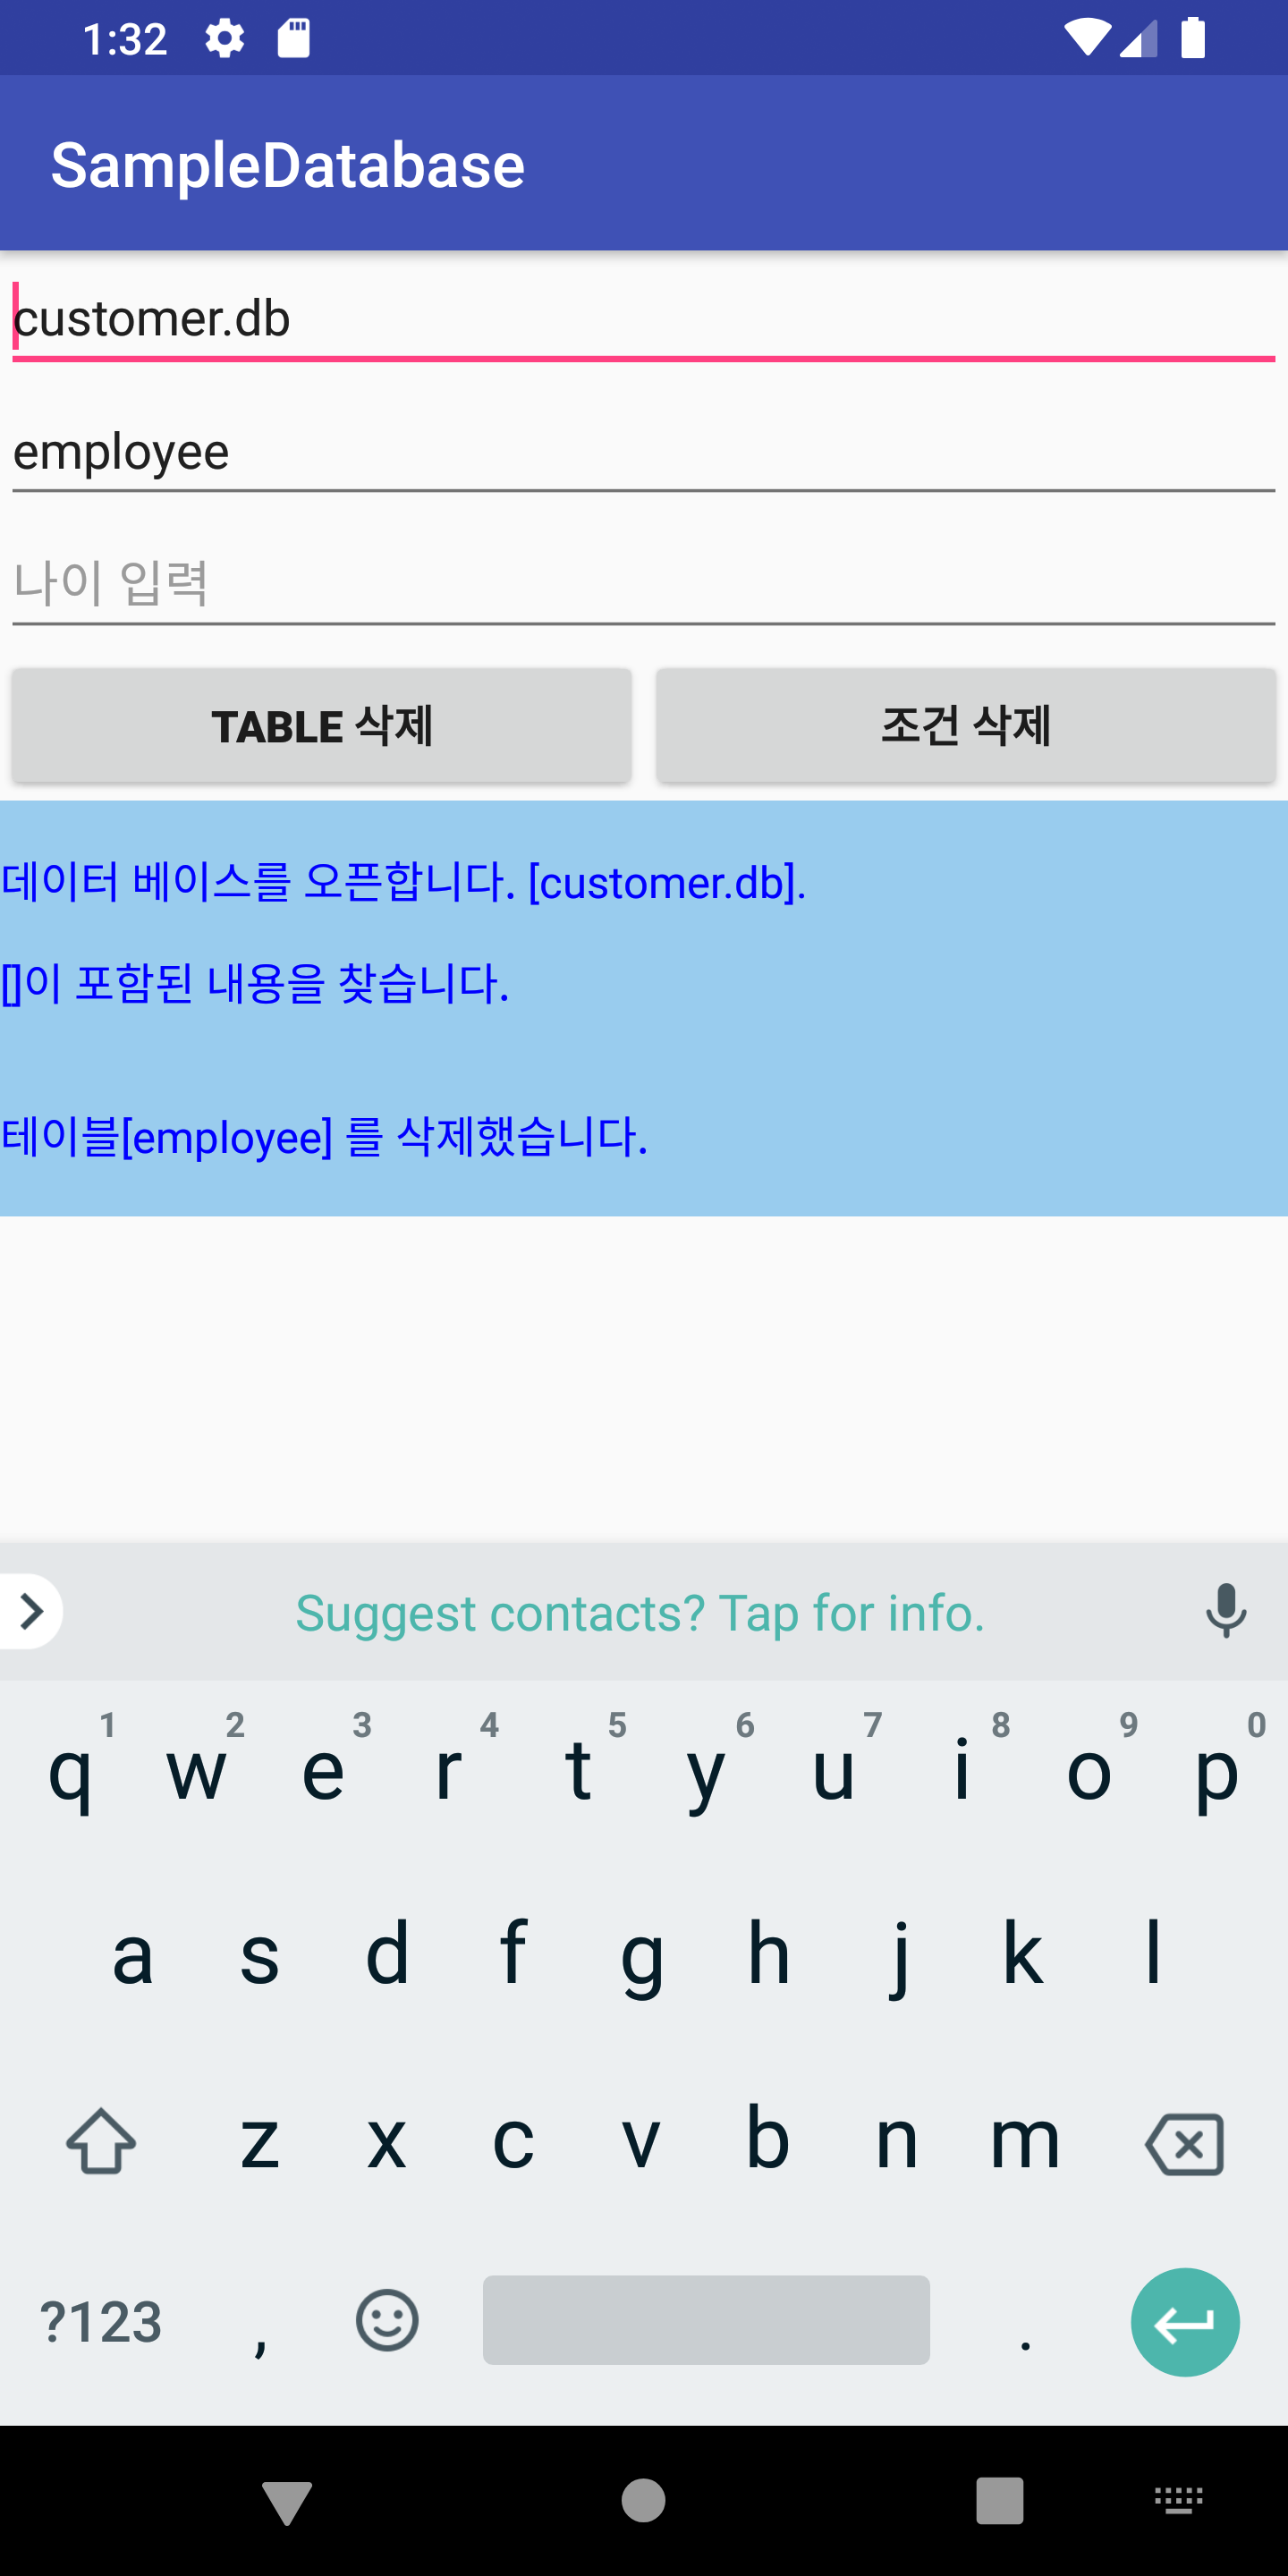 1:32
SampleDatabase
customer.db
employee
나이 입력
TABLE 삭제
조건 삭제
데이터 베이스를 오픈합니다. [customer.db].
[]이 포함된 내용을 찾습니다.
테이블[employee] 를 삭제했습니다.
Suggest contacts? Tap for info.
1 2 3 4 5 6 7 8 9 0
q w e r t y u i o p
a s d f g h j k l
z x c v b n m
?123 , .